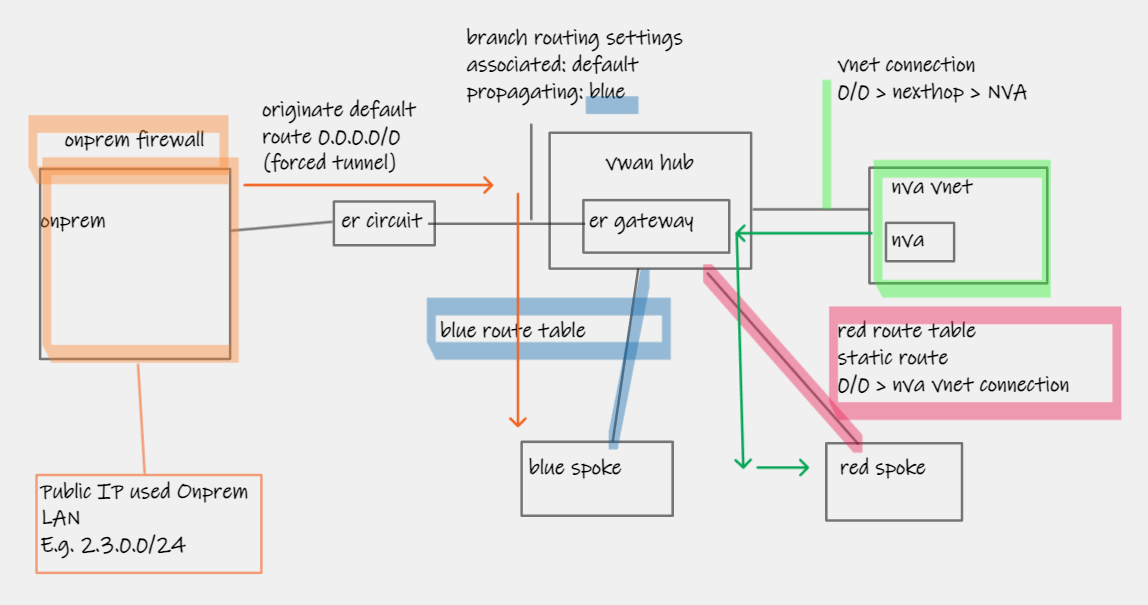 branch routing settings
associated: default
propagating: blue
vnet connection
0/0 > nexthop > NVA
originate default
route 0.0.0.0/0
(forced tunnel)
onprem firewall
vwan hub
nva vnet
onprem
er circuit
er gateway
nva
blue route table
red route table
static route
0/0 > nva vnet connection
blue spoke
red spoke
Public IP used Onprem
LAN
E.g. 2.3.0.0/24